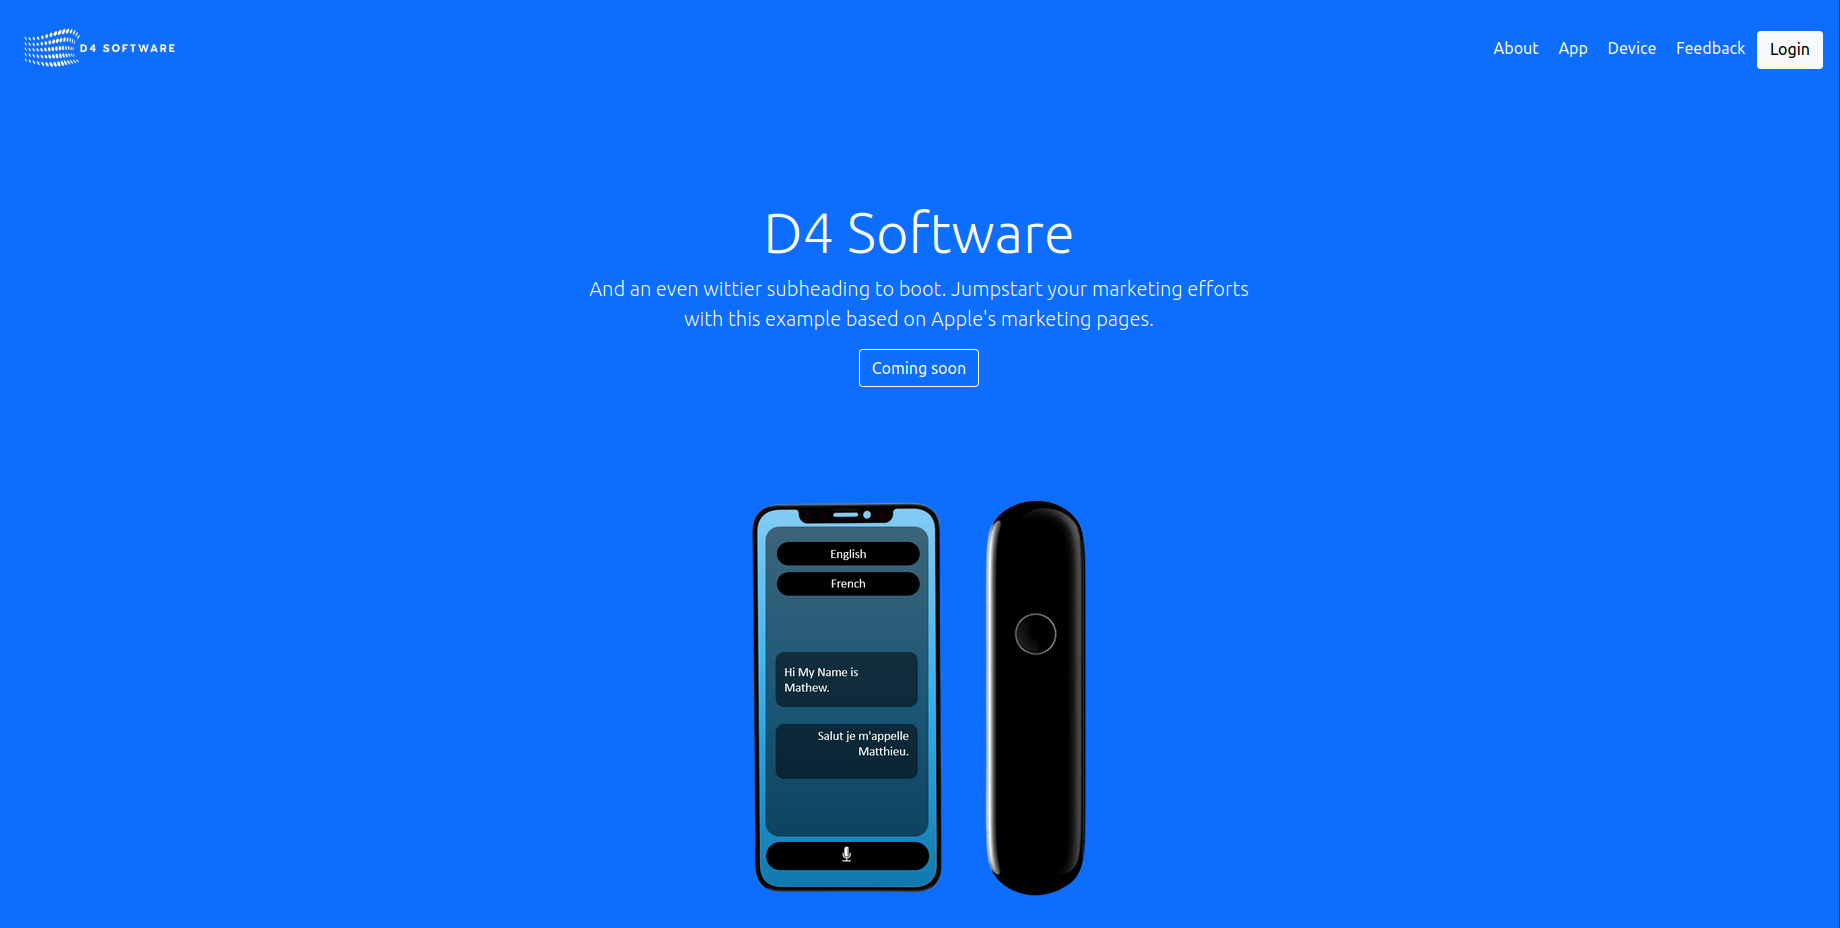 D4 SOFTWARE
About App Device Feedback Login
D4 Software
And an even wittier subheading to boot. Jumpstart your marketing efforts
with this example based on Apple's marketing pages.
Coming soon
English
French
Hi My Name is
Mathew.
Salut je m'appelle
Matthieu.